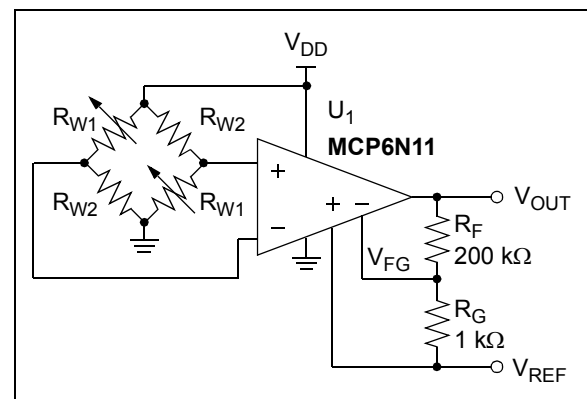 V_DD
R_W1
R_W2
U_1
MCP6N11
R_W2
R_W1
+
−
+ −
V_OUT
R_F
200 kΩ
V_FG
R_G
1 kΩ
V_REF